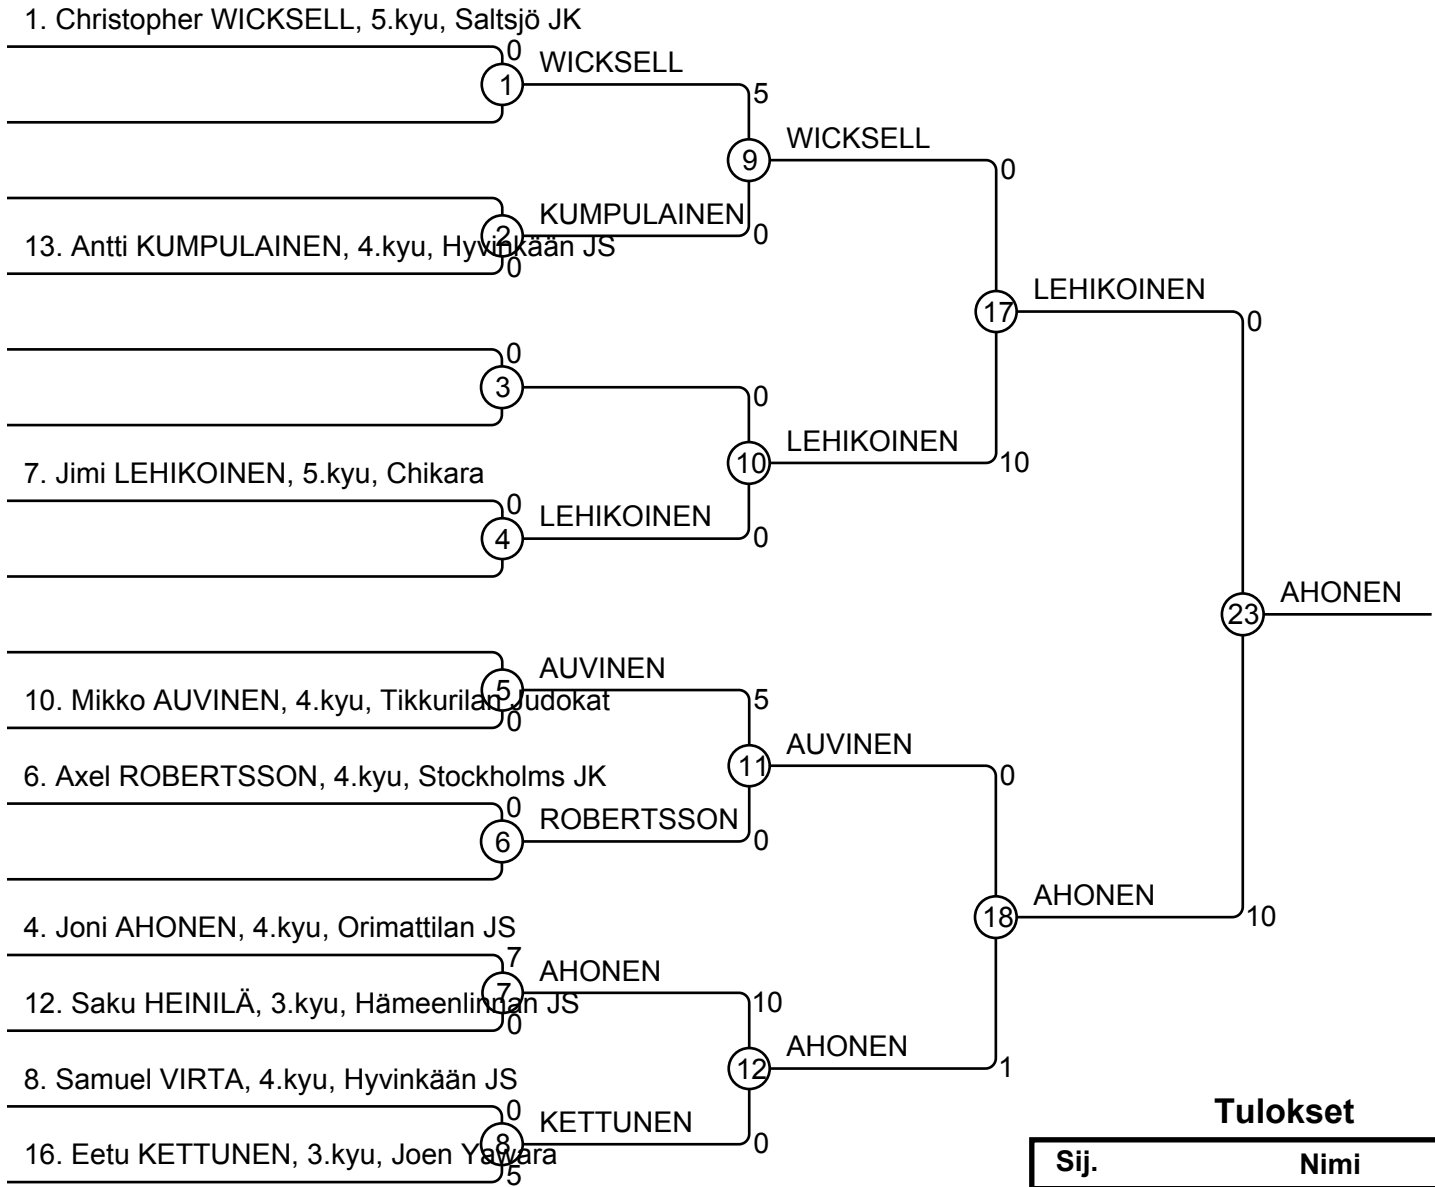 1. Christopher WICKSELL, 5.kyu, Saltsjö JK
0
WICKSELL
1
5
WICKSELL
9
0
KUMPULAINEN
2
0
13. Antti KUMPULAINEN, 4.kyu, Hyvinkään JS
0
LEHIKOINEN
17
0
0
3
0
LEHIKOINEN
10
10
7. Jimi LEHIKOINEN, 5.kyu, Chikara
0
LEHIKOINEN
4
0
AHONEN
23
AUVINEN
5
10. Mikko AUVINEN, 4.kyu, Tikkurilan Judokat
5
0
AUVINEN
11
0
6. Axel ROBERTSSON, 4.kyu, Stockholms JK
0
ROBERTSSON
6
0
AHONEN
18
10
4. Joni AHONEN, 4.kyu, Orimattilan JS
7
AHONEN
7
10
12. Saku HEINILÄ, 3.kyu, Hämeenlinnan JS
0
AHONEN
12
1
8. Samuel VIRTA, 4.kyu, Hyvinkään JS
0
KETTUNEN
8
0
16. Eetu KETTUNEN, 3.kyu, Joen Yawara
5
Tulokset
Sij. Nimi